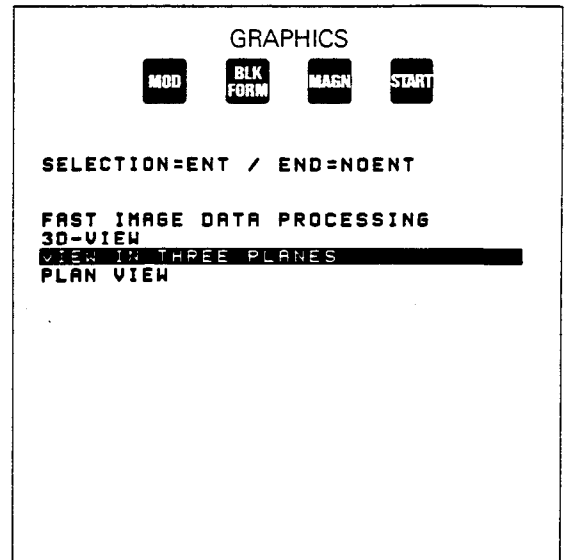 GRAPHICS
MOD BLK FORM MAGN START
SELECTION=ENT / END=NOENT
FAST IMAGE DATA PROCESSING
3D-VIEW
VIEW IN THREE PLANES
PLAN VIEW